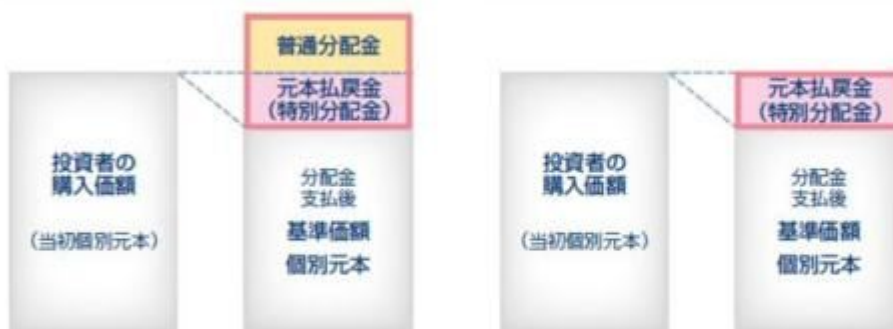 普通分配金
元本払戻金
(特別分配金)
投資者の
購入価額
(当初個別元本)
分配金
支払後
基準価額
個別元本
元本払戻金
(特別分配金)
投資者の
購入価額
(当初個別元本)
分配金
支払後
基準価額
個別元本